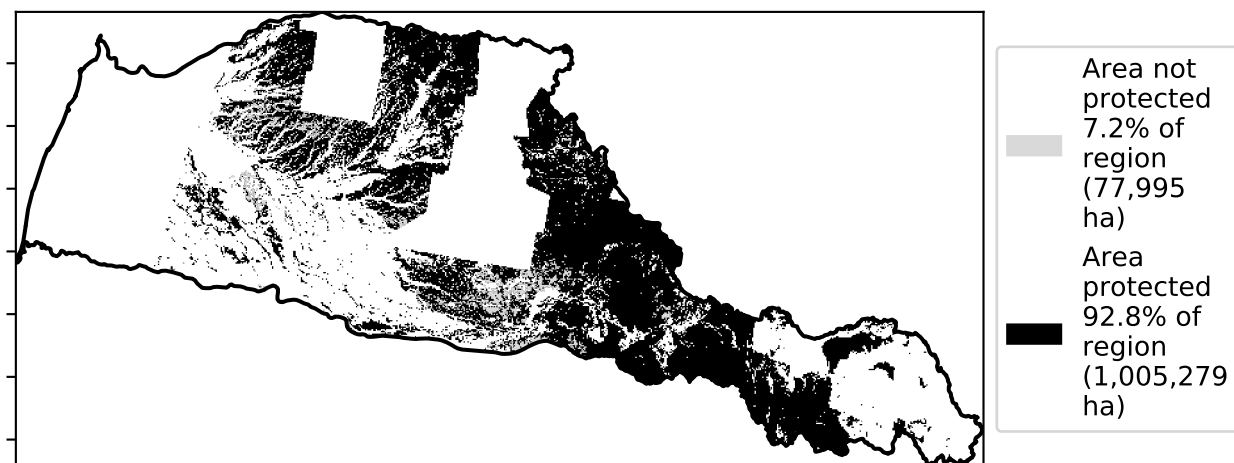 Area not
protected
7.2% of
region
(77,995
ha)
Area
protected
92.8% of
region
(1,005,279
ha)